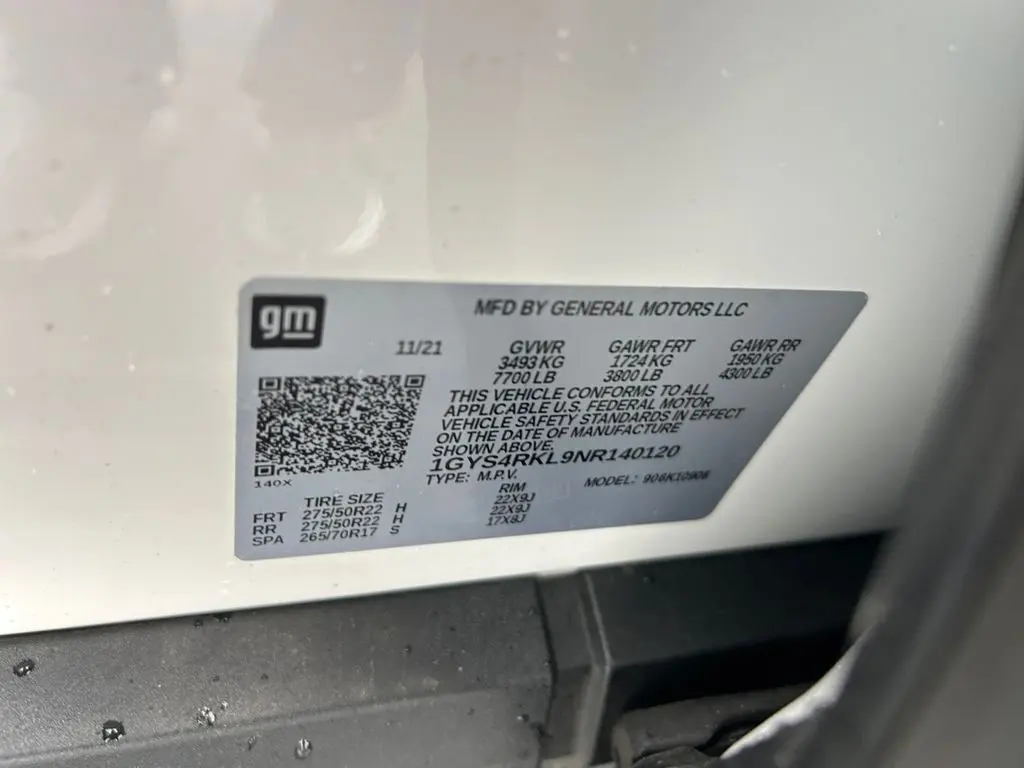 gm
MFD BY GENERAL MOTORS LLC
11/21 GVWR GAWR FRT GAWR RR
3493 KG 1724 KG 1950 KG
7700 LB 3800 LB 4300 LB
THIS VEHICLE CONFORMS TO ALL
APPLICABLE U.S. FEDERAL MOTOR
VEHICLE SAFETY STANDARDS IN EFFECT
ON THE DATE OF MANUFACTURE
SHOWN ABOVE.
1GYS4RKL9NR140120
140X
TYPE: M.P.V. MODEL:
TIRE SIZE RIM
FRT 275/50R22 H 22X9J
RR 275/50R22 H 22X9J
SPA 265/70R17 S 17X8J